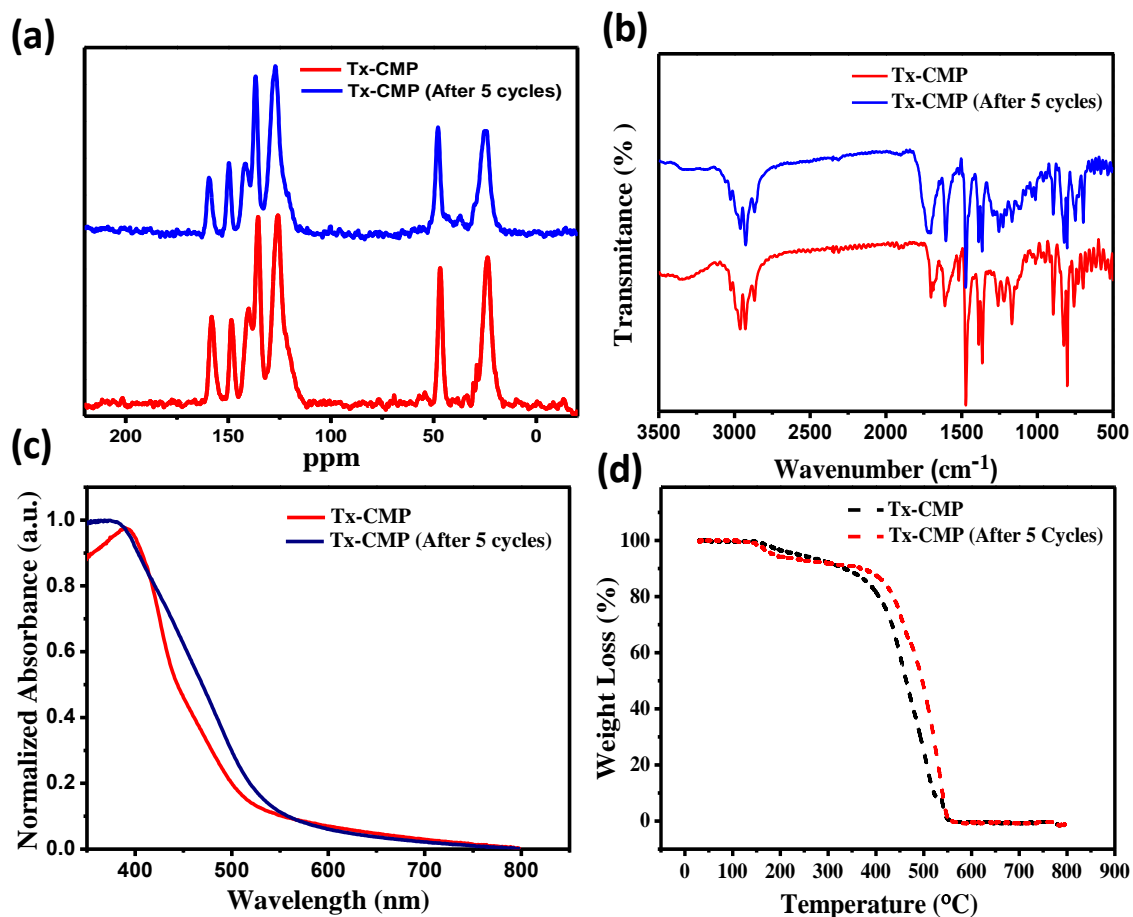 (a)
Tx-CMP
Tx-CMP (After 5 cycles)
200 150 100 50 0
ppm
(b)
Tx-CMP
Tx-CMP (After 5 cycles)
Transmitance (% )
3500 3000 2500 2000 1500 1000 500
Wavenumber (cm⁻¹)
(c)
Tx-CMP
Tx-CMP (After 5 cycles)
Normalized Absorbance (a.u.)
1.0
0.8
0.6
0.4
0.2
0.0
400 500 600 700 800
Wavelength (nm)
(d)
Tx-CMP
Tx-CMP (After 5 Cycles)
Weight Loss (%)
100
80
60
40
20
0
0 100 200 300 400 500 600 700 800 900
Temperature (⁰C)